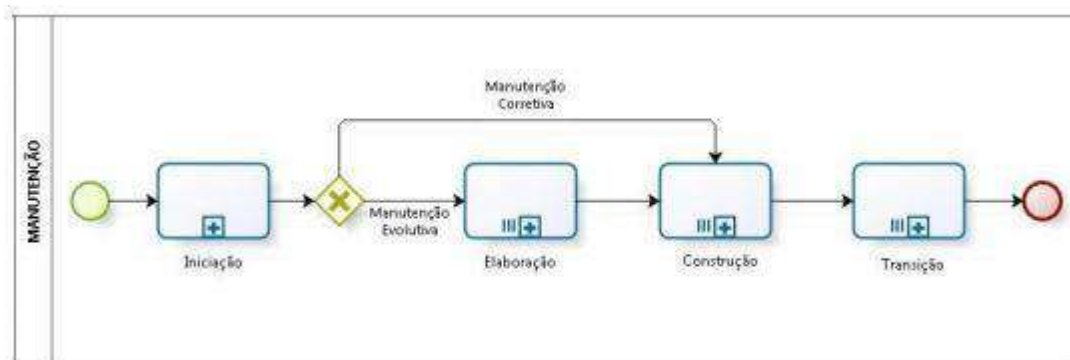 MANUTENÇÃO
Manutenção
Corretiva
Manutenção
Evolutiva
Iniciação
Elaboração
Construção
Transição